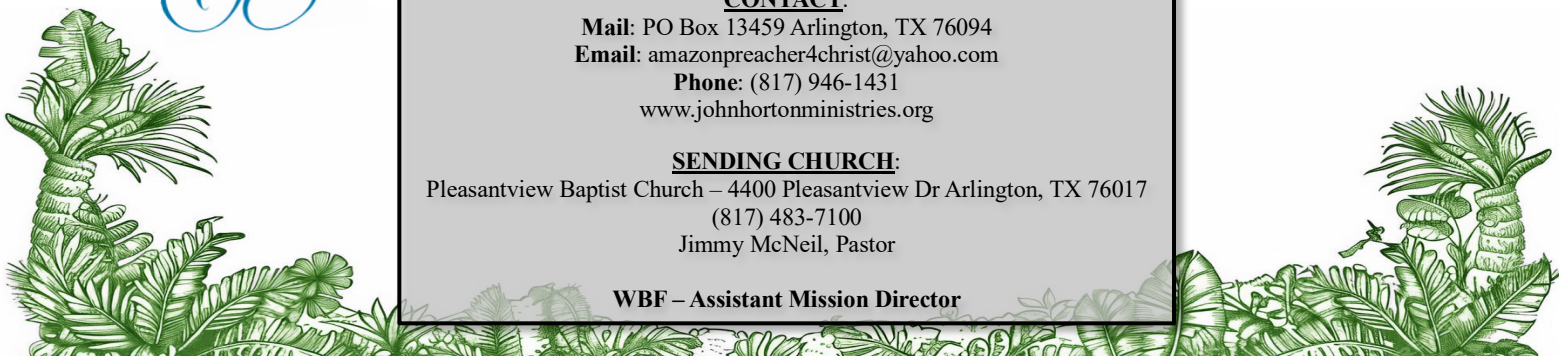 CONTACT:
Mail: PO Box 13459 Arlington, TX 76094
Email: amazonpreacher4christ@yahoo.com
Phone: (817) 946-1431
www.johnhortonministries.org
SENDING CHURCH:
Pleasantview Baptist Church – 4400 Pleasantview Dr Arlington, TX 76017
(817) 483-7100
Jimmy McNeil, Pastor
WBF – Assistant Mission Director